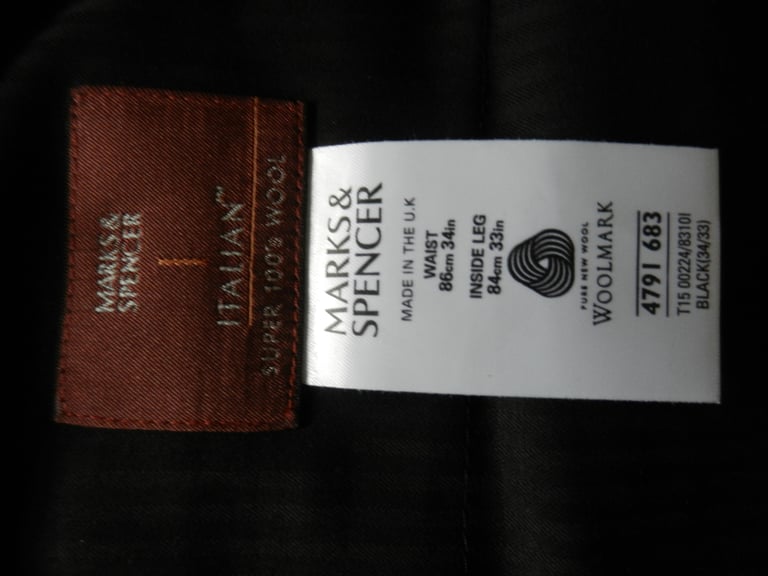 MARKS &
SPENCER
ITALIAN™
SUPER 100's WOOL
MARKS &
SPENCER
MADE IN THE U.K
WAIST
86cm 34in
INSIDE LEG
84cm 33in
PURE NEW WOOL
WOOLMARK
4791 683
T15 00224/8310I
BLACK(34/33)